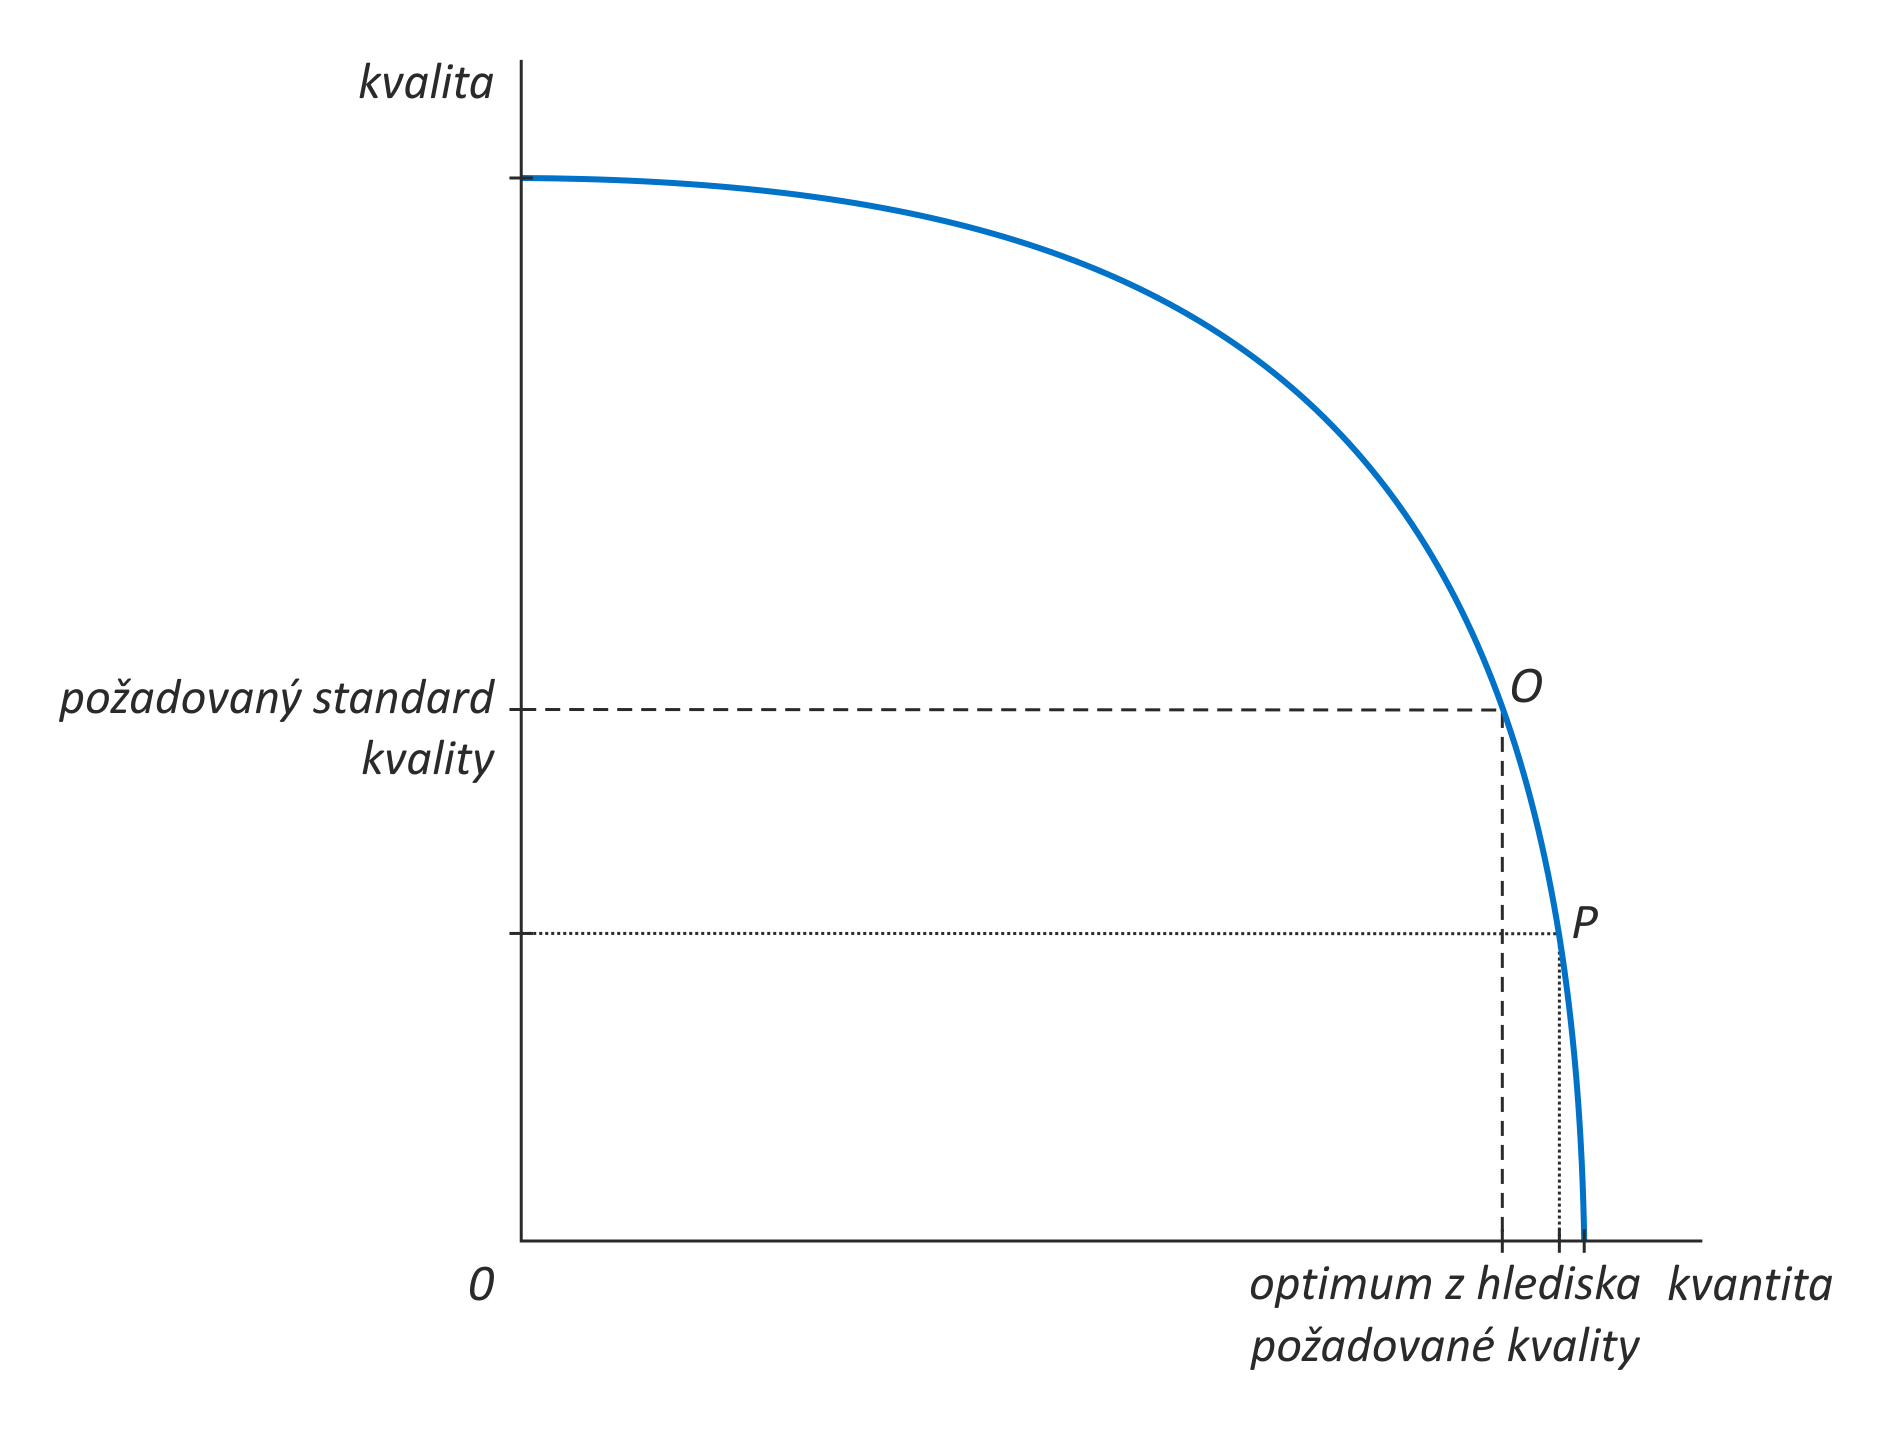 kvalita
O
požadovaný standard
kvality
P
0
optimum z hlediska
požadované kvality
kvantita